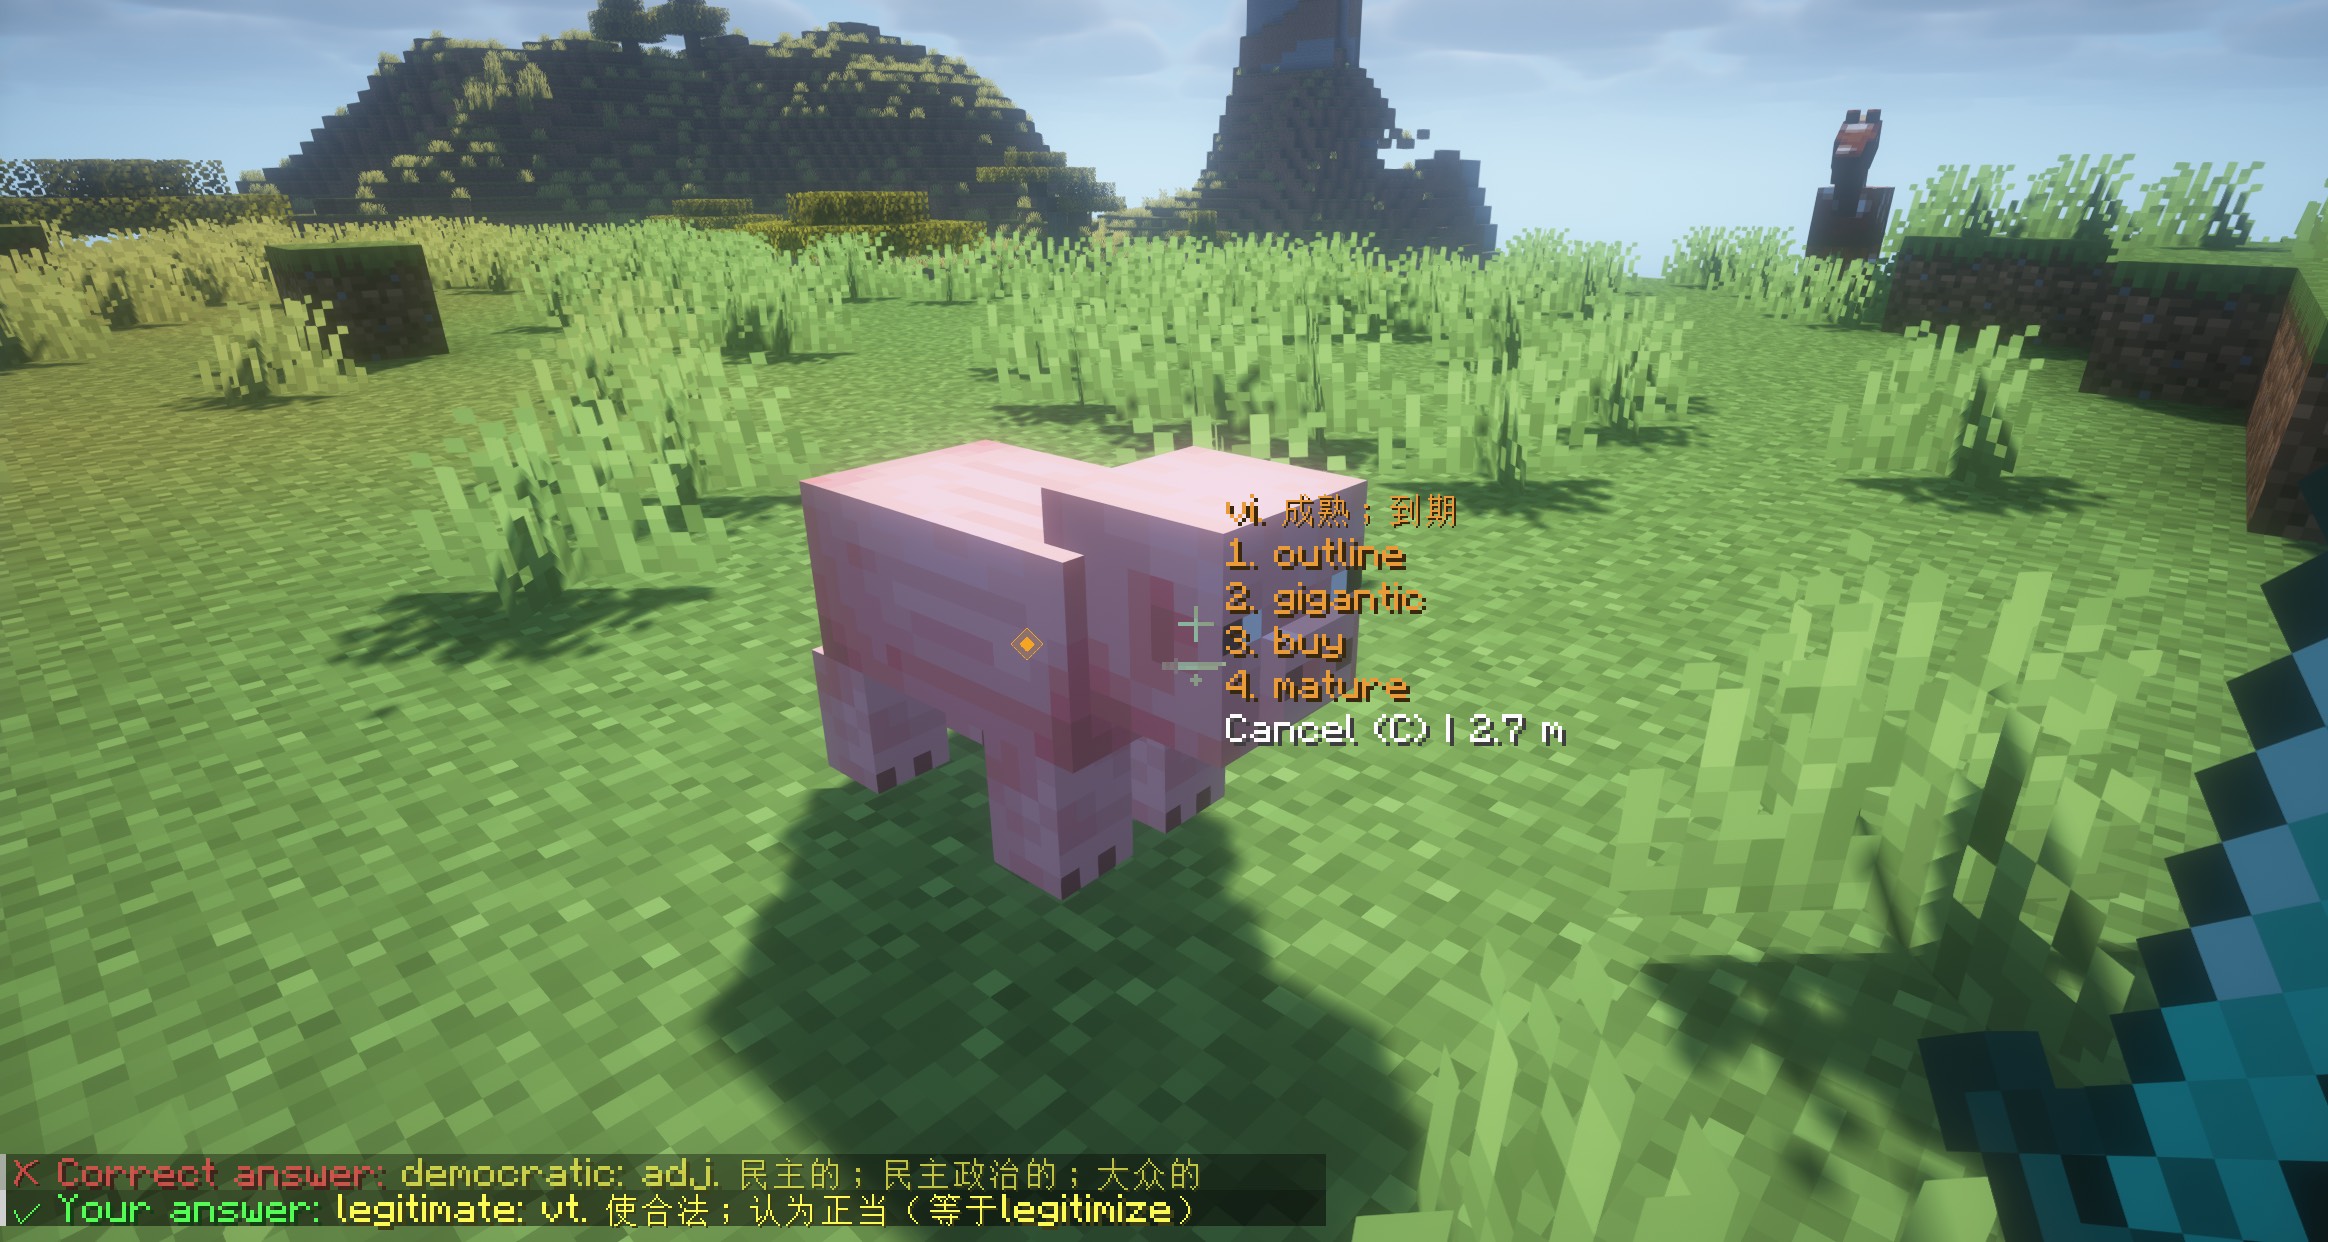 vi. 成熟；到期
1. outline
2. gigantic
3. buy
4. mature
Cancel (C) | 2.7 m
✗ Correct answer: democratic: adj. 民主的；民主政治的；大众的
✓ Your answer: legitimate: vt. 使合法；认为正当（等于legitimize）